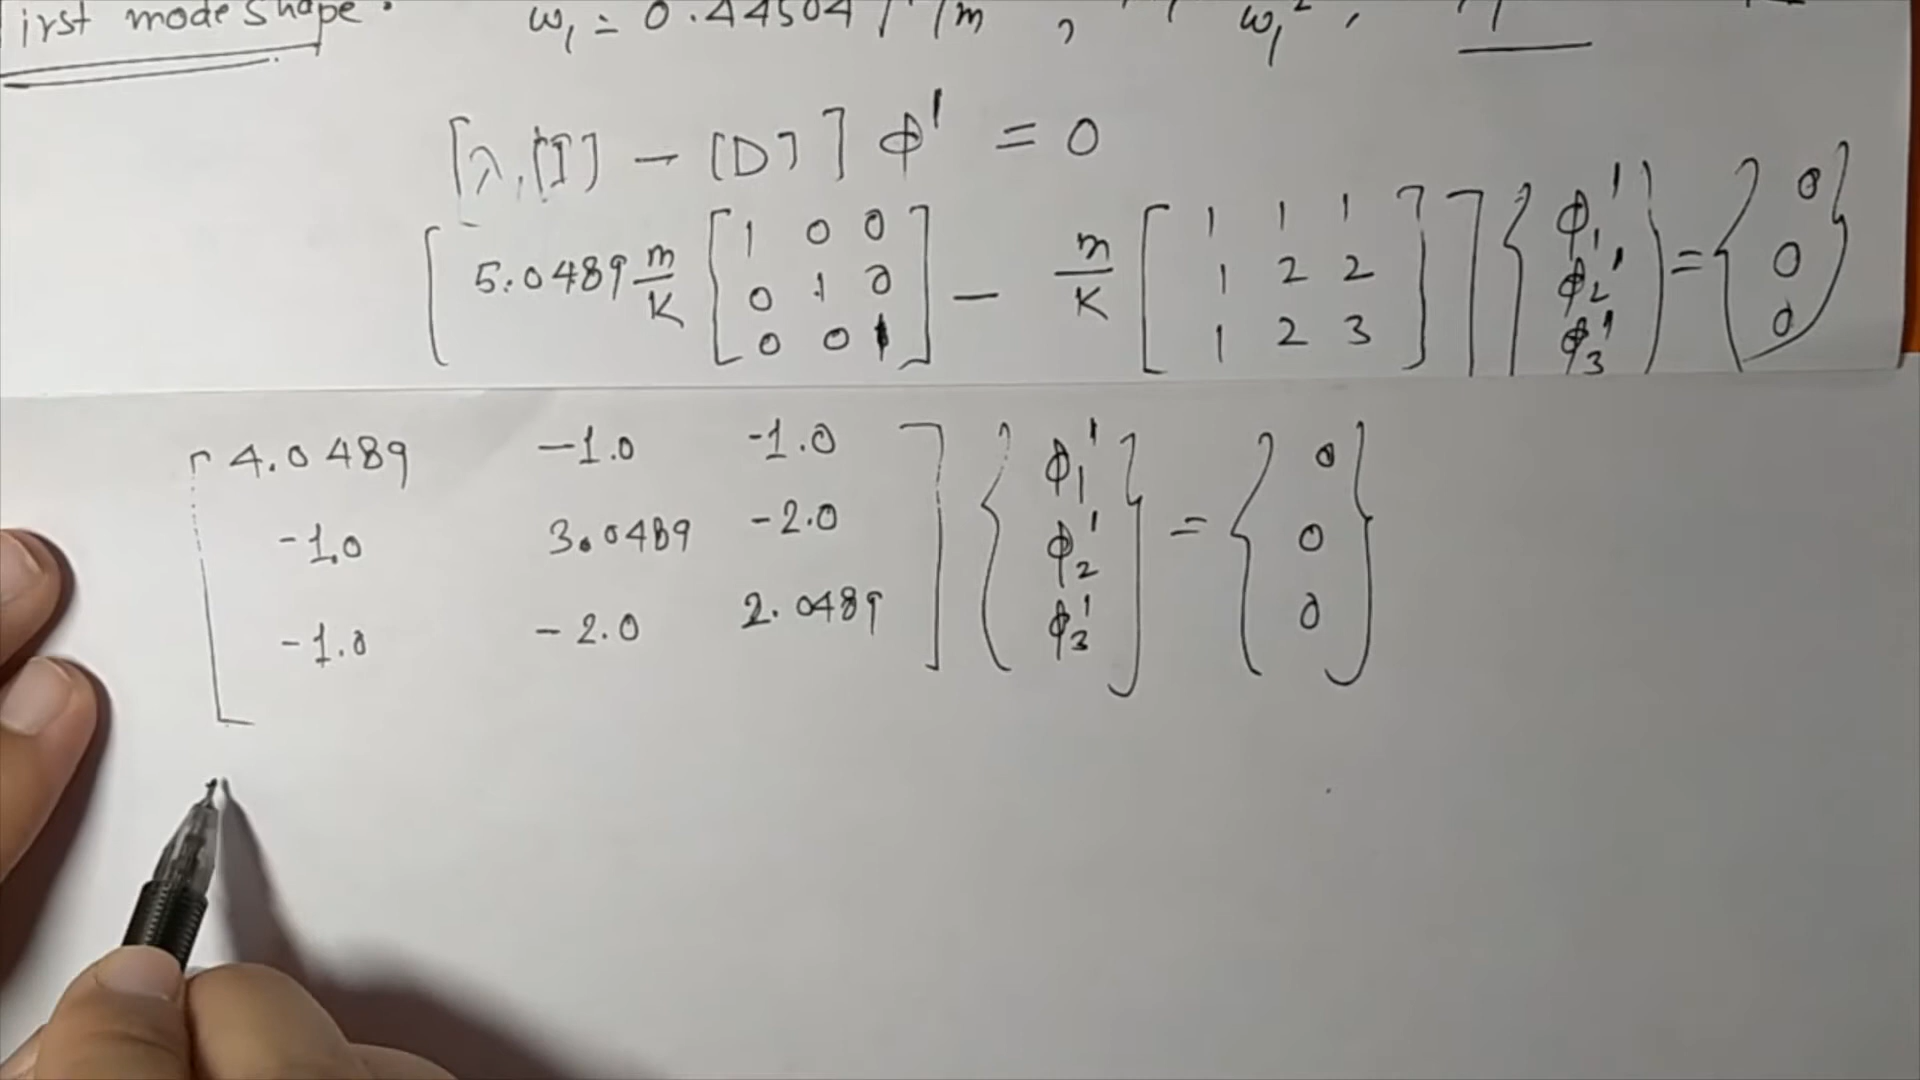 irst mode shape. ω₁ = 0.44504 /m , ω₁² ,
[λ₁[I] - [D]] ϕ¹ = 0
[5.0489 m/K [1 0 0 - m/K [1 1 1 ] ] {ϕ₁¹ } = {0
0 1 0 1 2 2 ϕ₂¹ 0
0 0 1] 1 2 3 ϕ₃¹ 0}
[4.0489 -1.0 -1.0 ] {ϕ₁¹ } = {0 }
-1.0 3.0489 -2.0 ϕ₂¹ 0
-1.0 -2.0 2.0489 ϕ₃¹ 0